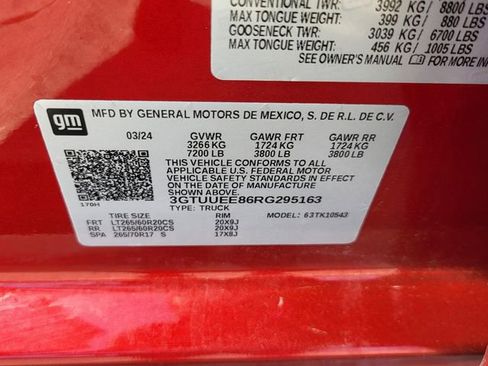 CONVENTIONAL TWR: 3992 KG / 8800 LBS
MAX TONGUE WEIGHT: 399 KG / 880 LBS
GOOSENECK TWR: 3039 KG / 6700 LBS
MAX TONGUE WEIGHT: 456 KG / 1005 LBS
SEE OWNER'S MANUAL FOR MORE IN
gm
MFD BY GENERAL MOTORS DE MEXICO, S. DE R.L. DE C.V.
03/24 GVWR GAWR FRT GAWR RR
3266 KG 1724 KG 1724 KG
7200 LB 3800 LB 3800 LB
THIS VEHICLE CONFORMS TO ALL
APPLICABLE U.S. FEDERAL MOTOR
VEHICLE SAFETY STANDARDS IN
EFFECT ON THE DATE OF
MANUFACTURE SHOWN ABOVE.
3GTUUEE86RG295163
170H TYPE: TRUCK
TIRE SIZE RIM MODEL: 63TK10543
FRT LT265/60R20CS 20X9J
RR LT265/60R20CS 20X9J
SPA 265/70R17 S 17X8J